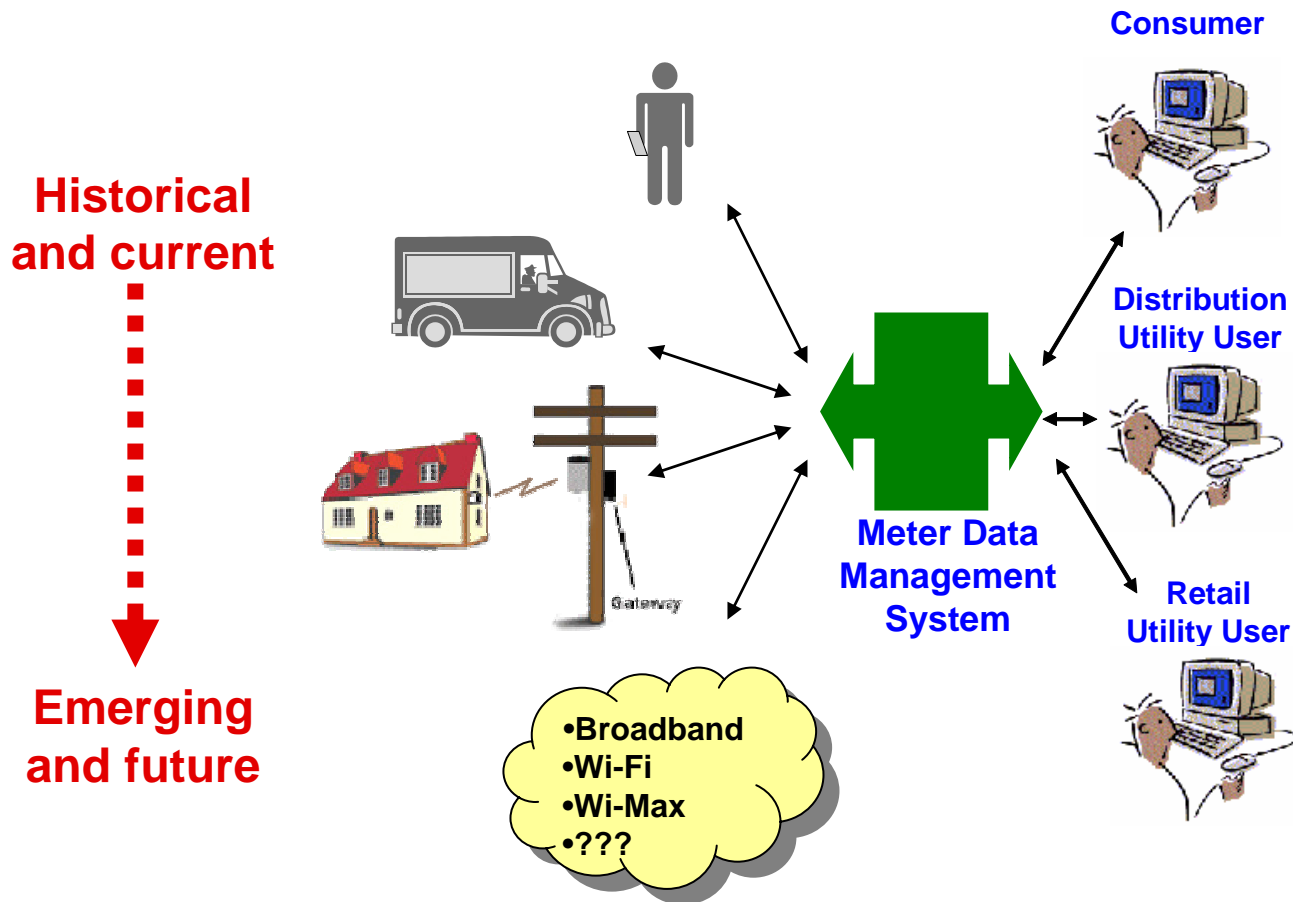 Consumer
Historical
and current
Distribution
Utility User
Gateway
Meter Data
Management
System
Retail
Utility User
Emerging
and future
•Broadband
•Wi-Fi
•Wi-Max
•???